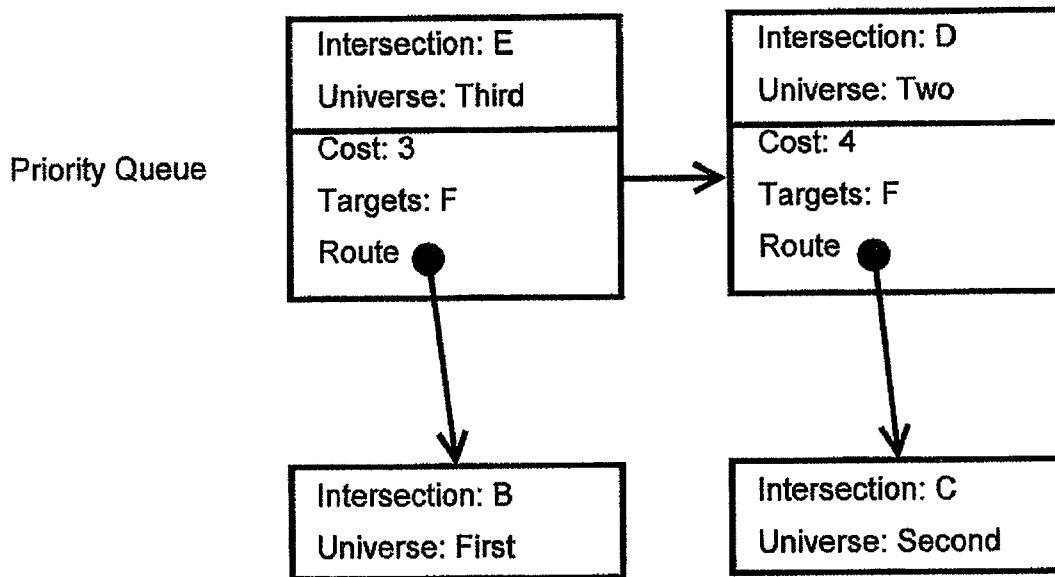 Priority Queue
Intersection: E
Universe: Third
Cost: 3
Targets: F
Route
Intersection: D
Universe: Two
Cost: 4
Targets: F
Route
Intersection: B
Universe: First
Intersection: C
Universe: Second